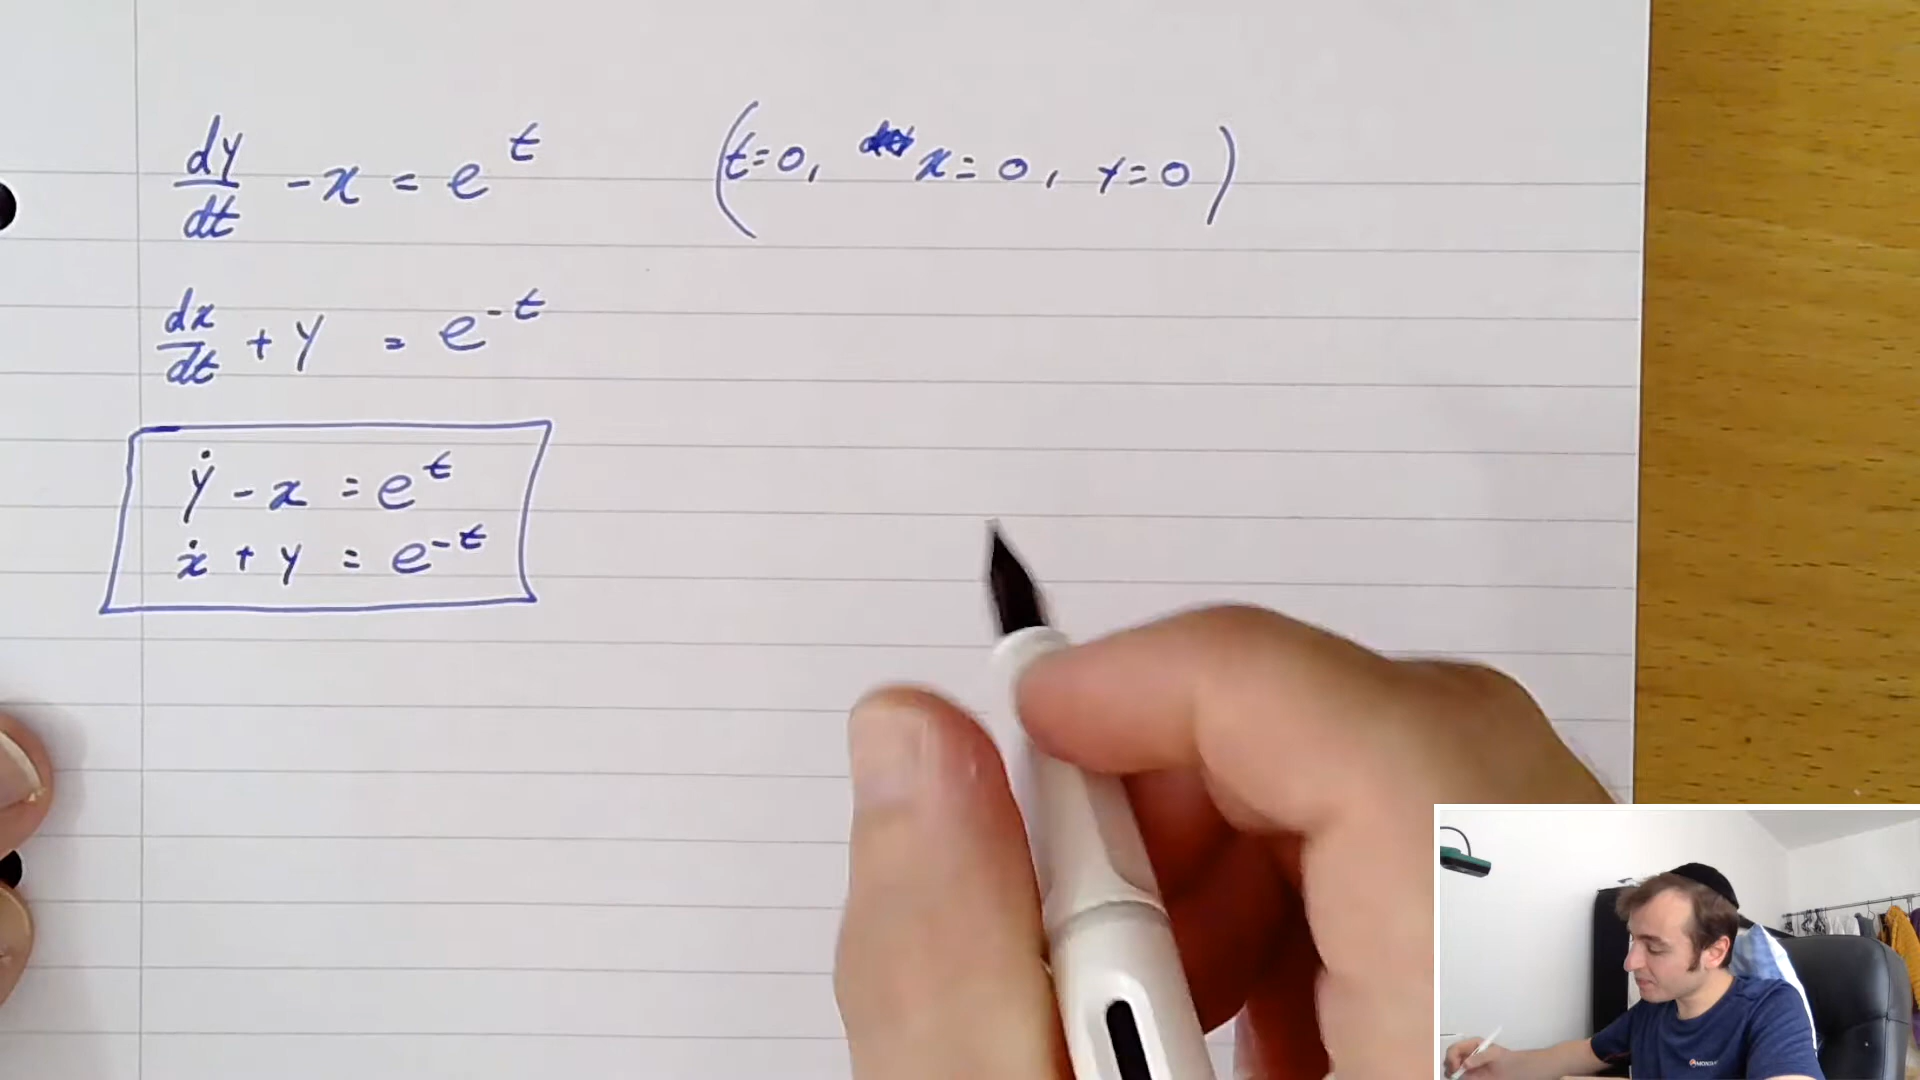 dy/dt - x = e^t (t=0, x=0, y=0)
dx/dt + y = e^-t
ẏ - x = e^t
ẋ + y = e^-t